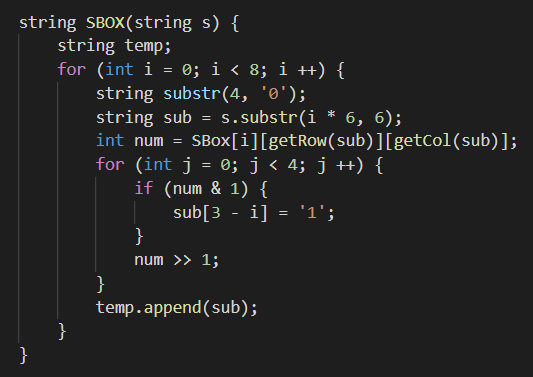 string SBOX(string s) {
    string temp;
    for (int i = 0; i < 8; i ++) {
        string substr(4, '0');
        string sub = s.substr(i * 6, 6);
        int num = SBox[i][getRow(sub)][getCol(sub)];
        for (int j = 0; j < 4; j ++) {
            if (num & 1) {
                sub[3 - i] = '1';
            }
            num >> 1;
        }
        temp.append(sub);
    }
}